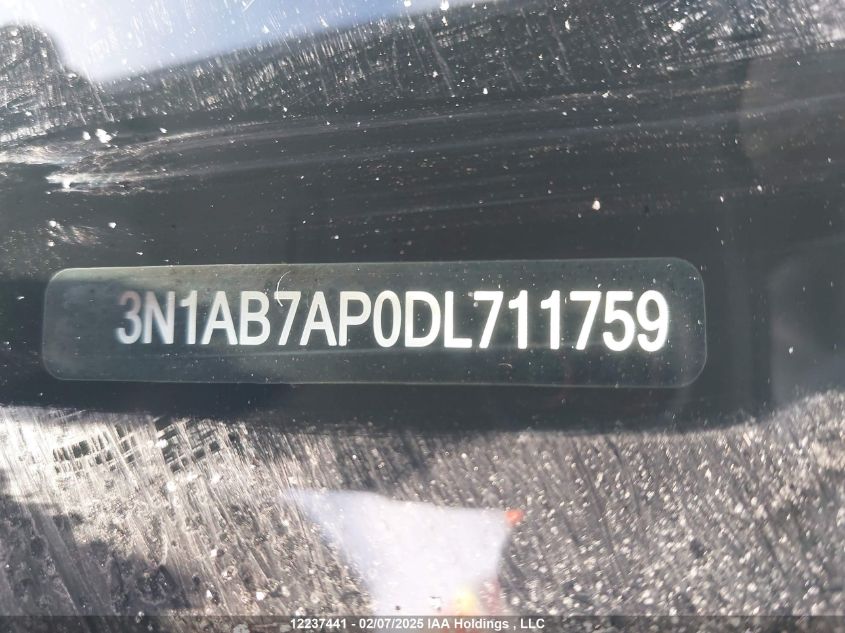 3N1AB7AP0DL711759
12237441 - 02/07/2025 IAA Holdings , LLC